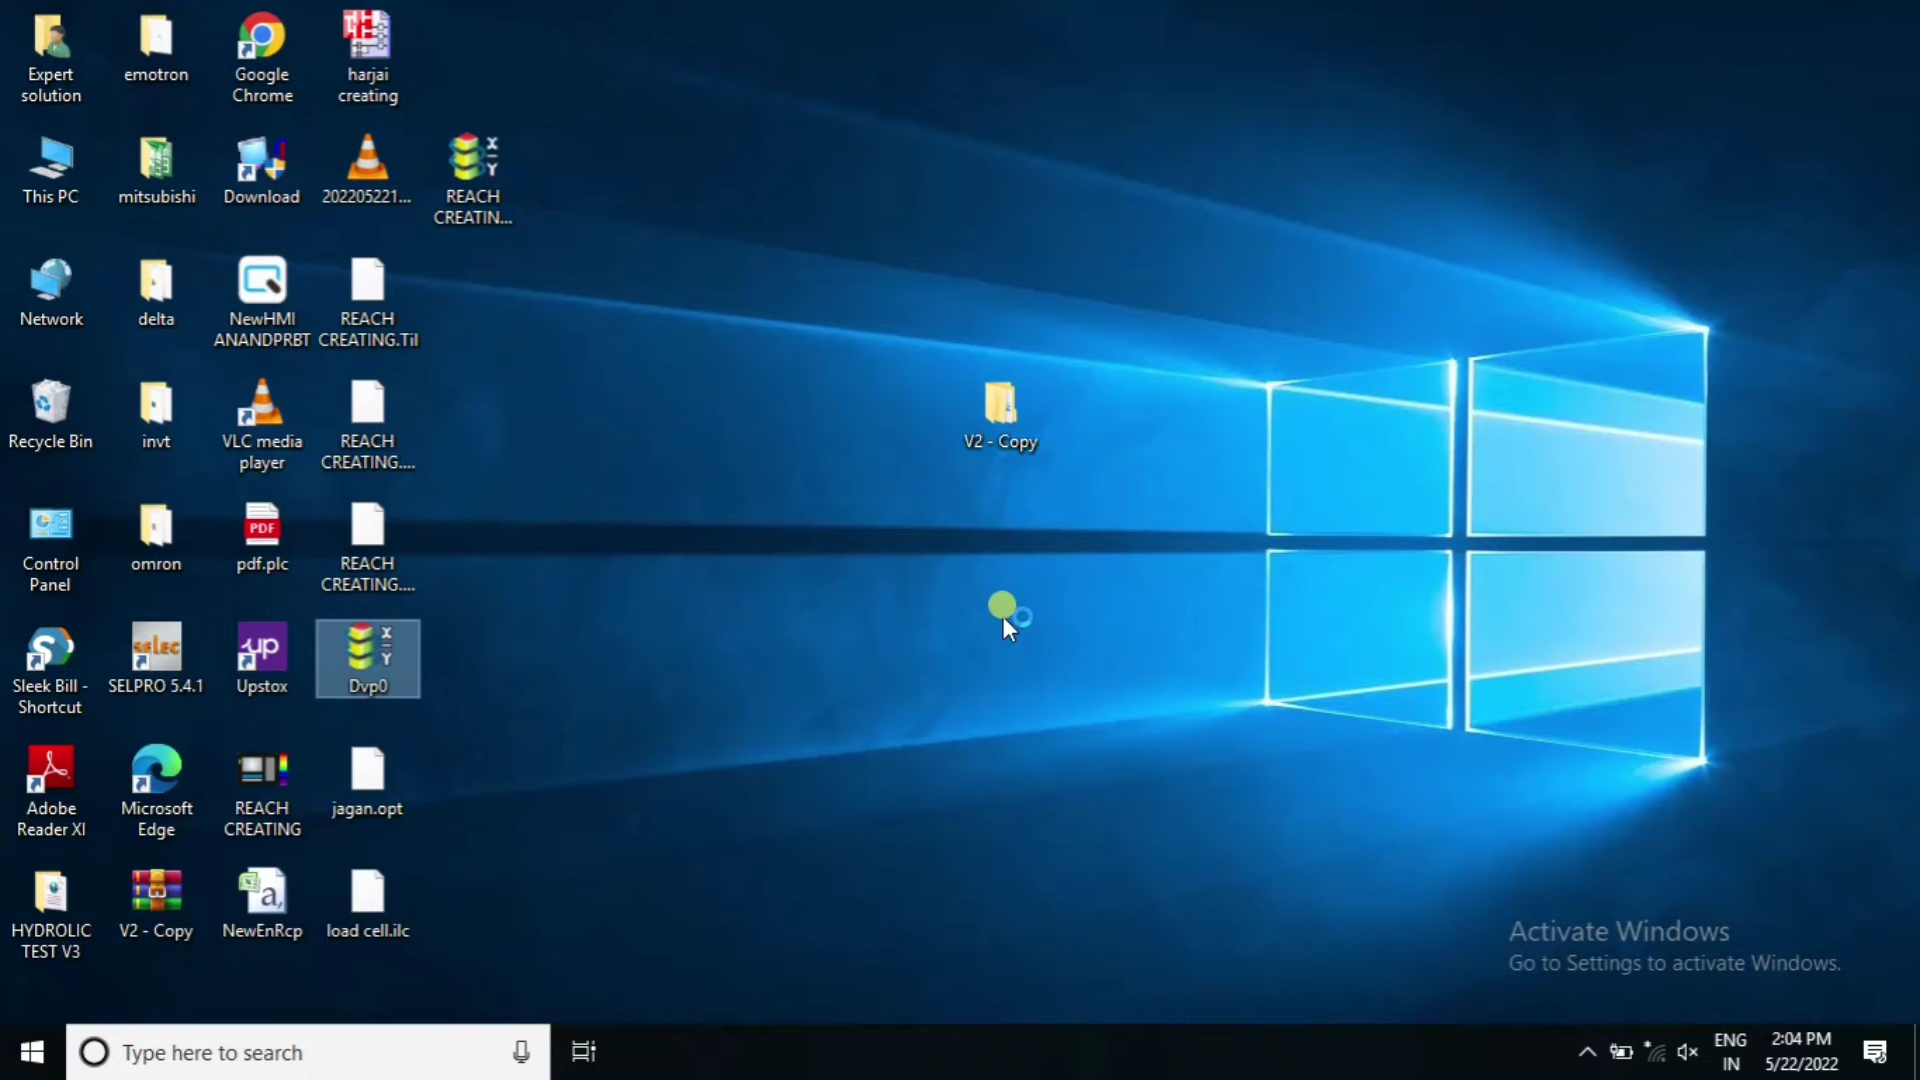 Expert
solution
emotron
Google
Chrome
harjai
creating
This PC
mitsubishi
Download
202205221...
REACH
CREATIN...
Network
delta
NewHMI
ANANDPRBT
REACH
CREATING.Til
Recycle Bin
invt
VLC media
player
REACH
CREATING....
V2 - Copy
Control
Panel
omron
PDF
pdf.plc
REACH
CREATING....
Sleek Bill -
Shortcut
selec
SELPRO 5.4.1
up
Upstox
X
Y
Dvp0
Adobe
Reader XI
Microsoft
Edge
REACH
CREATING
jagan.opt
HYDROLIC
TEST V3
V2 - Copy
NewEnRcp
load cell.ilc
Activate Windows
Go to Settings to activate Windows.
Type here to search
ENG
IN
2:04 PM
5/22/2022